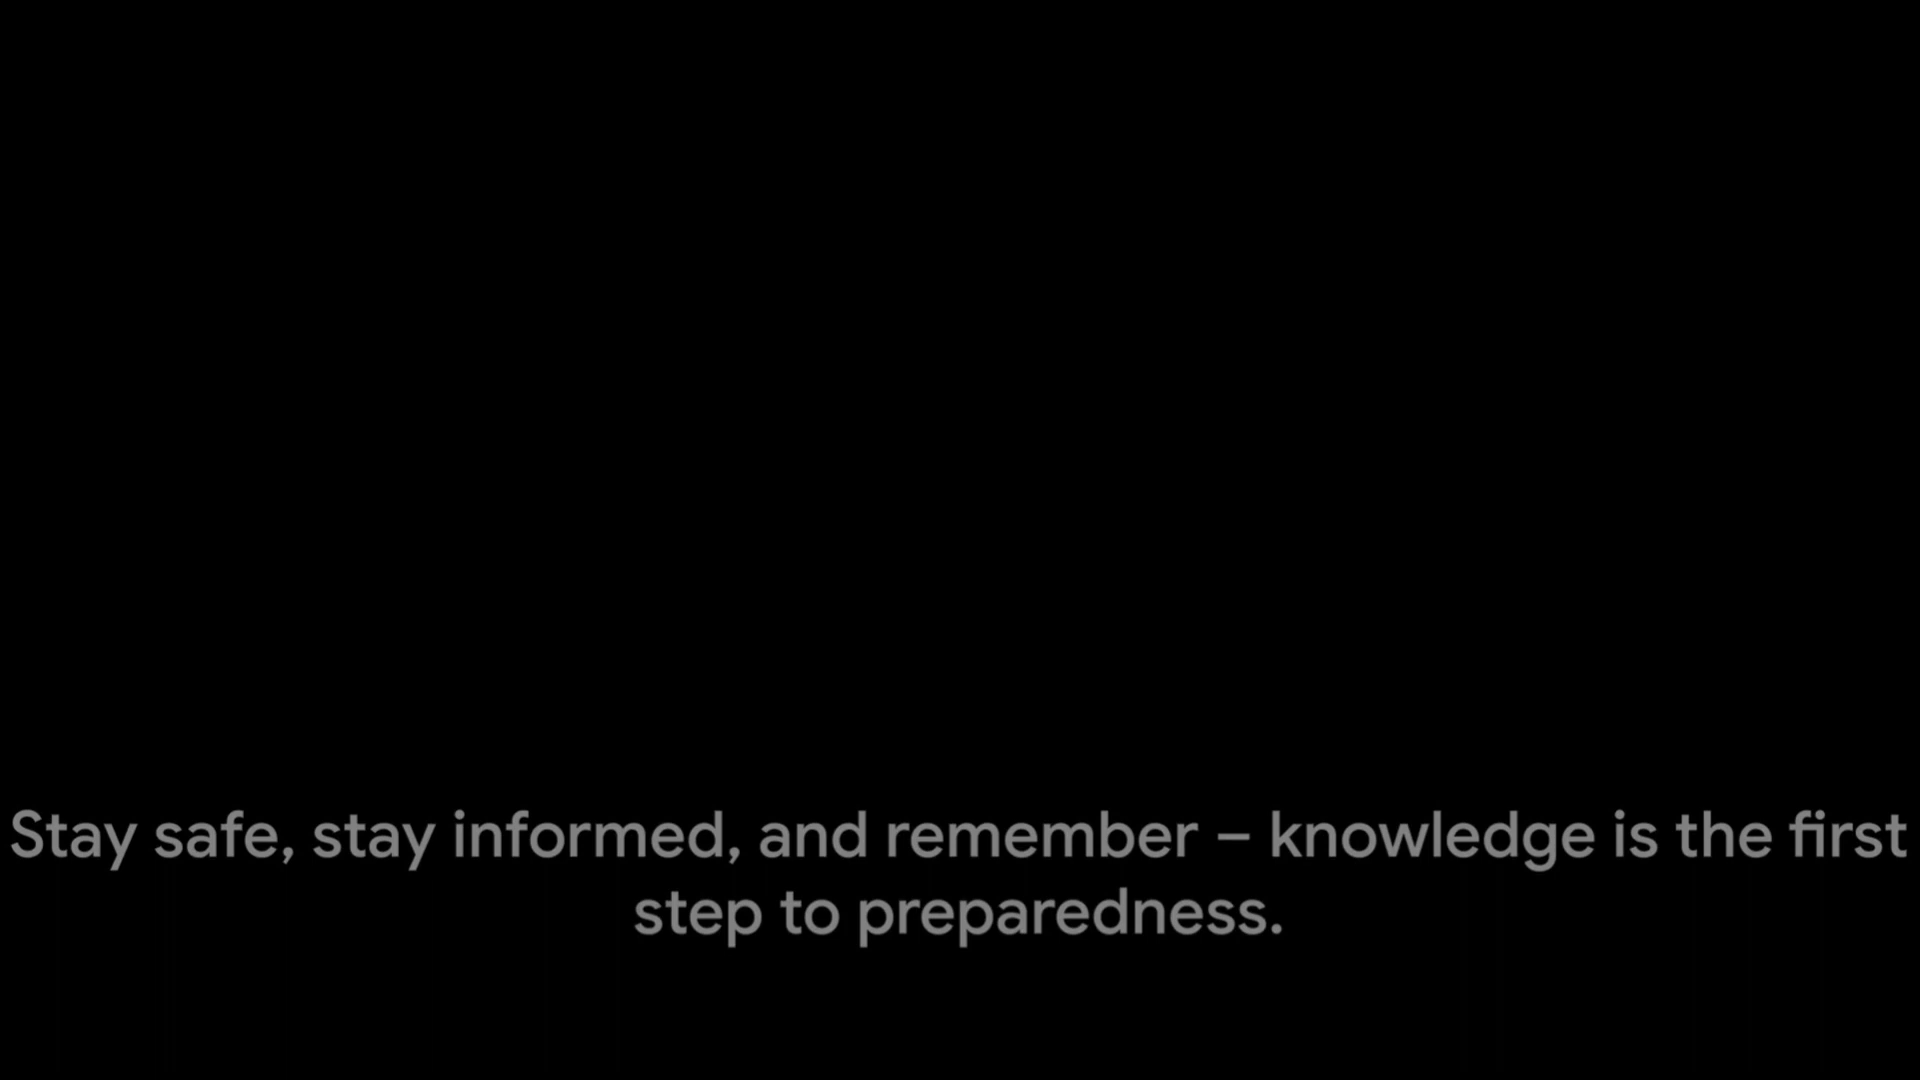 Stay safe, stay informed, and remember – knowledge is the first
step to preparedness.